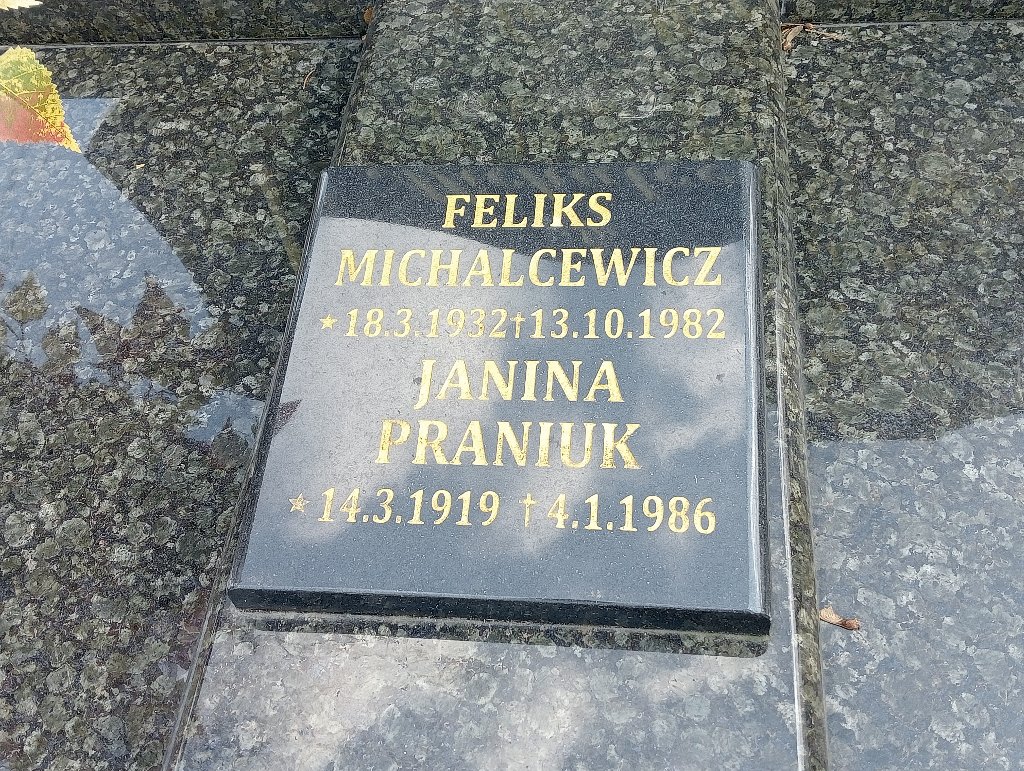 FELIKS
MICHALCEWICZ
★18.3.1932†13.10.1982
JANINA
PRANIUK
★14.3.1919 †4.1.1986